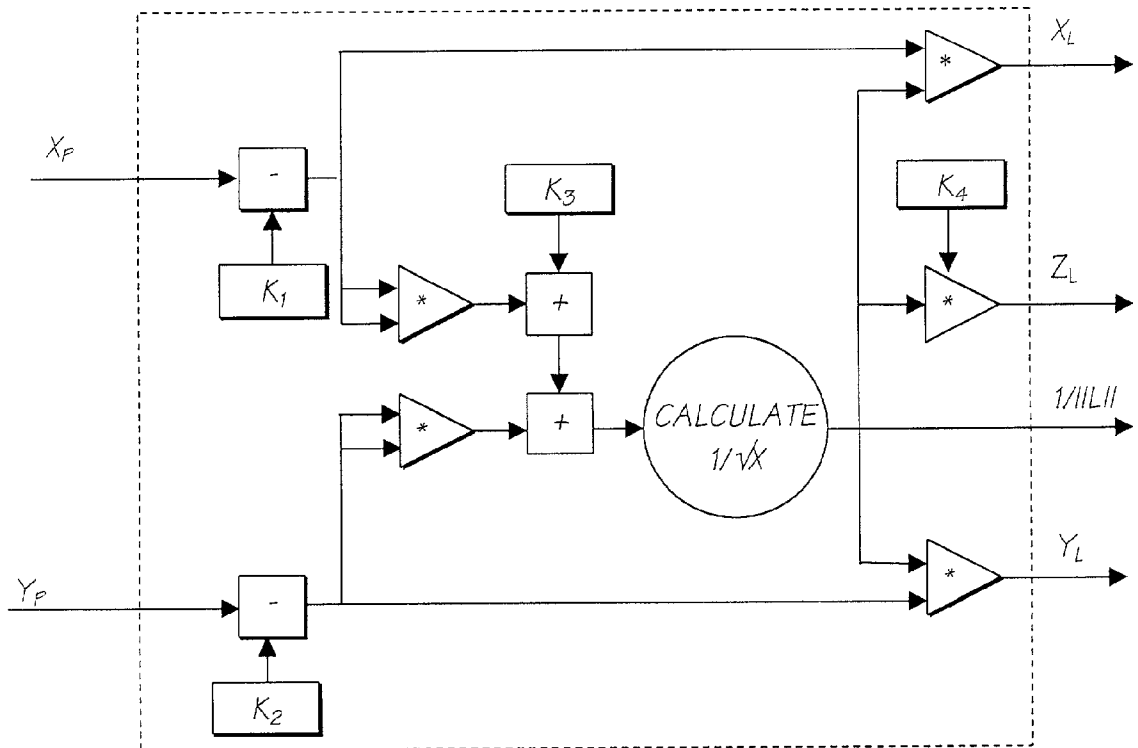 X_L
*
X_P
-
K_3
K_4
K_1
*
+
*
Z_L
*
+
CALCULATE
1/√X
1/||L||
Y_P
-
*
Y_L
K_2